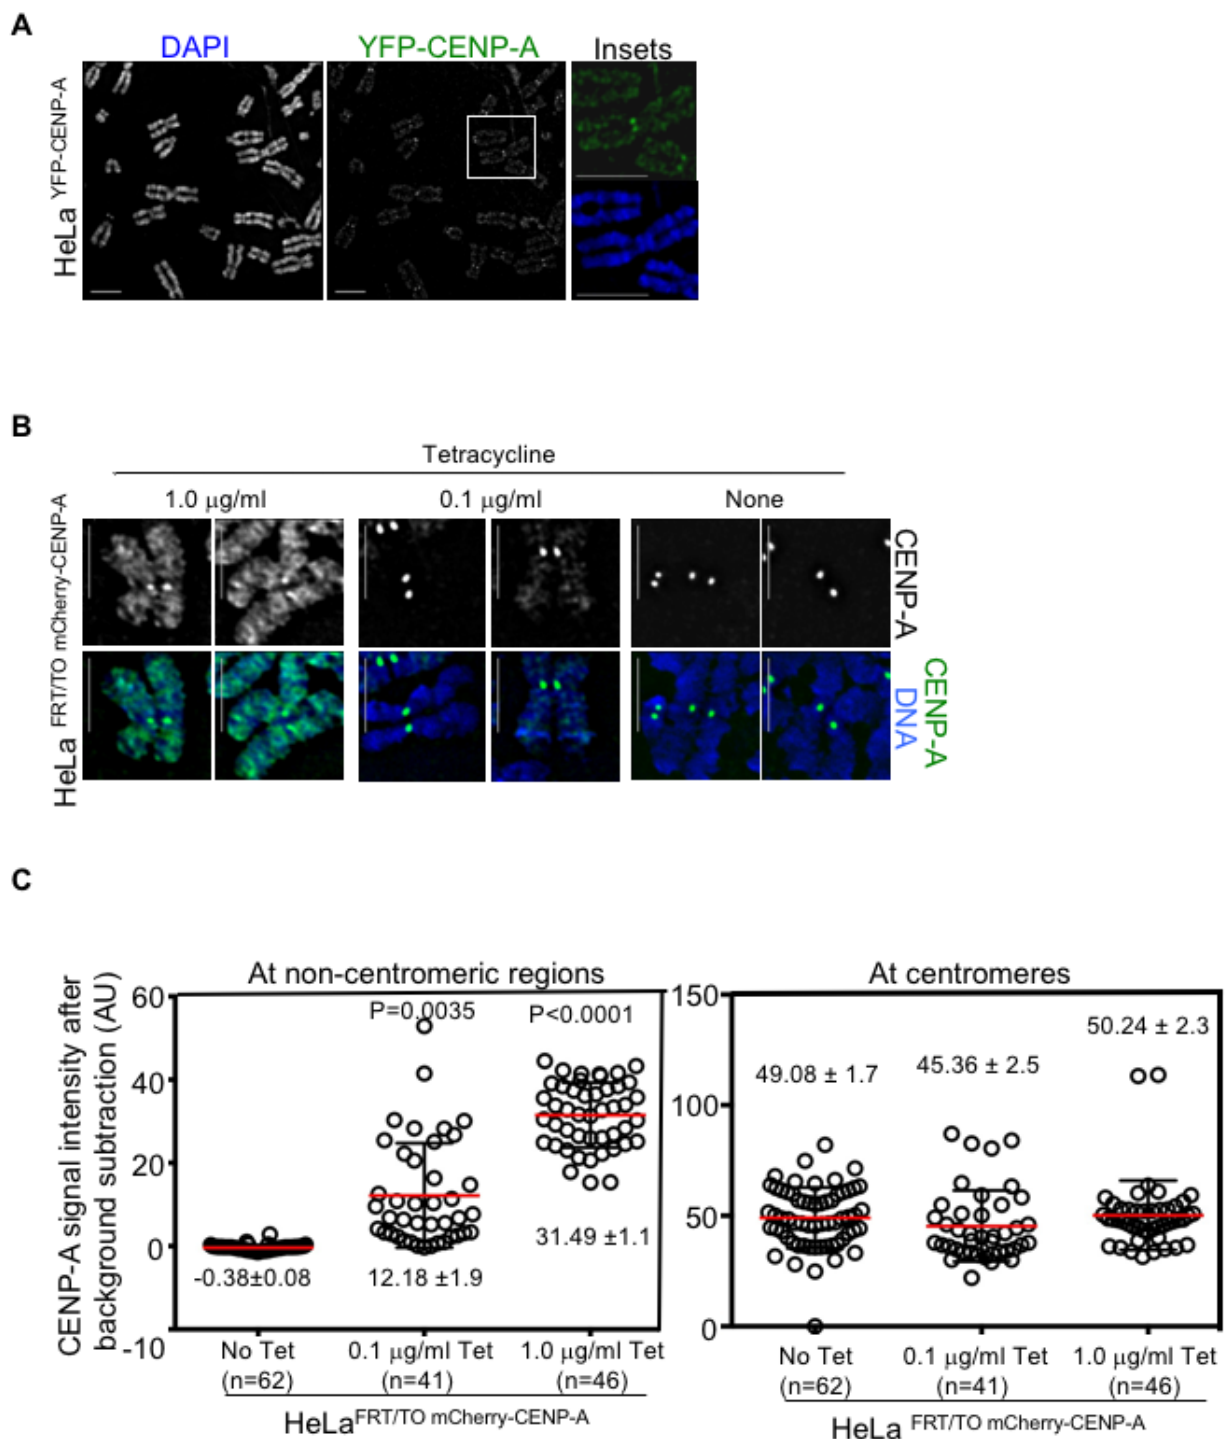 A
DAPI
YFP-CENP-A
Insets
HeLa YFP-CENP-A
B
Tetracycline
1.0 µg/ml
0.1 µg/ml
None
HeLa FRT/TO mCherry-CENP-A
CENP-A
CENP-A
DNA
C
At non-centromeric regions
At centromeres
CENP-A signal intensity after
background subtraction (AU)
60
40
20
0
-10
P=0.0035
P<0.0001
-0.38±0.08
12.18 ±1.9
31.49 ±1.1
No Tet
(n=62)
0.1 µg/ml Tet
(n=41)
1.0 µg/ml Tet
(n=46)
HeLa FRT/TO mCherry-CENP-A
150
100
50
0
49.08 ± 1.7
45.36 ± 2.5
50.24 ± 2.3
No Tet
(n=62)
0.1 µg/ml Tet
(n=41)
1.0 µg/ml Tet
(n=46)
HeLa FRT/TO mCherry-CENP-A